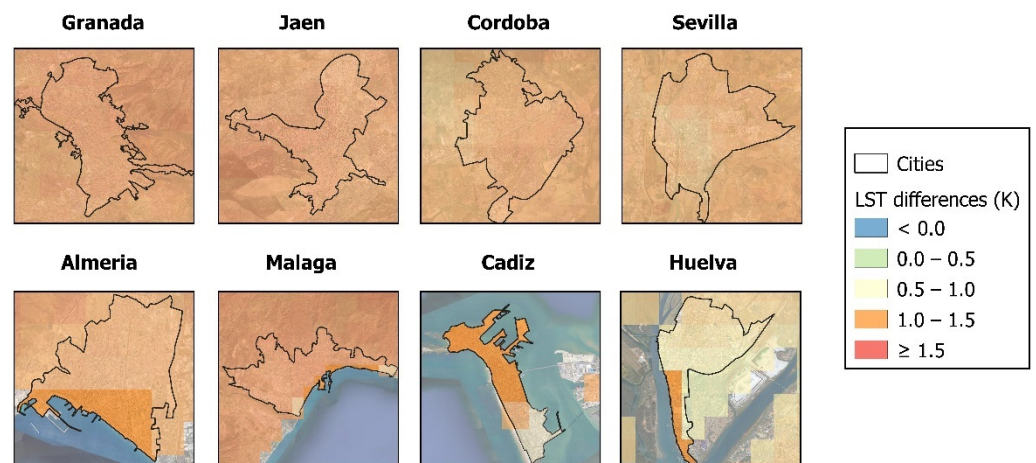 Granada
Jaen
Cordoba
Sevilla
Almeria
Malaga
Cadiz
Huelva
Cities
LST differences (K)
< 0.0
0.0 – 0.5
0.5 – 1.0
1.0 – 1.5
≥ 1.5